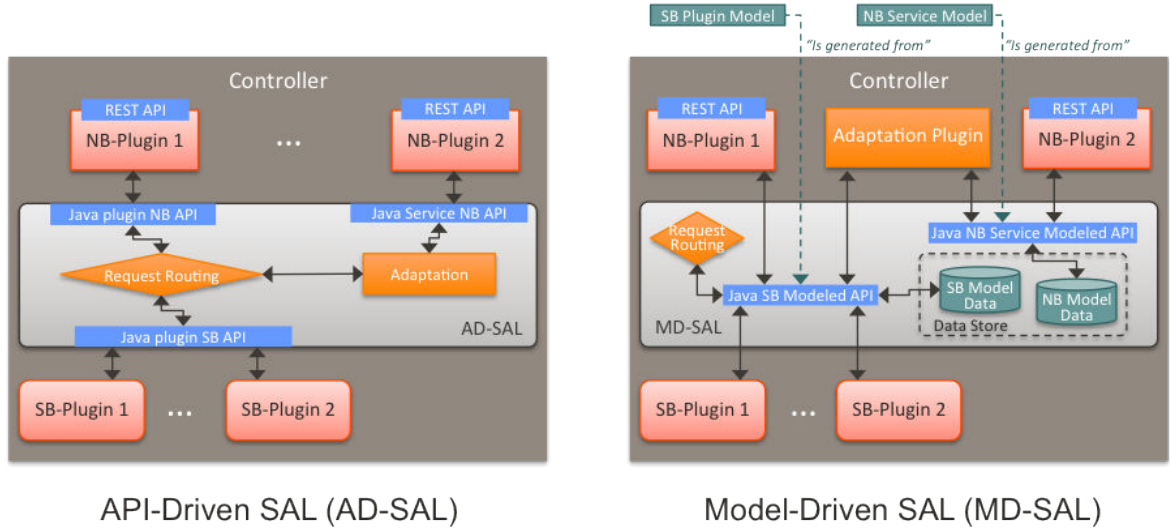 SB Plugin Model
NB Service Model
“Is generated from”
“Is generated from”
Controller
REST API
NB-Plugin 1
...
REST API
NB-Plugin 2
Java plugin NB API
Java Service NB API
Request Routing
Adaptation
Java plugin SB API
AD-SAL
SB-Plugin 1
...
SB-Plugin 2
API-Driven SAL (AD-SAL)
Controller
REST API
NB-Plugin 1
Adaptation Plugin
REST API
NB-Plugin 2
Request
Routing
Java NB Service Modeled API
Java SB Modeled API
SB Model
Data
NB Model
Data
Data Store
MD-SAL
SB-Plugin 1
...
SB-Plugin 2
Model-Driven SAL (MD-SAL)